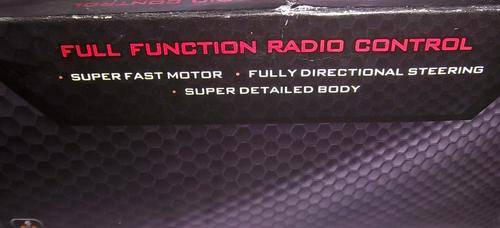 FULL FUNCTION RADIO CONTROL
• SUPER FAST MOTOR • FULLY DIRECTIONAL STEERING
• SUPER DETAILED BODY